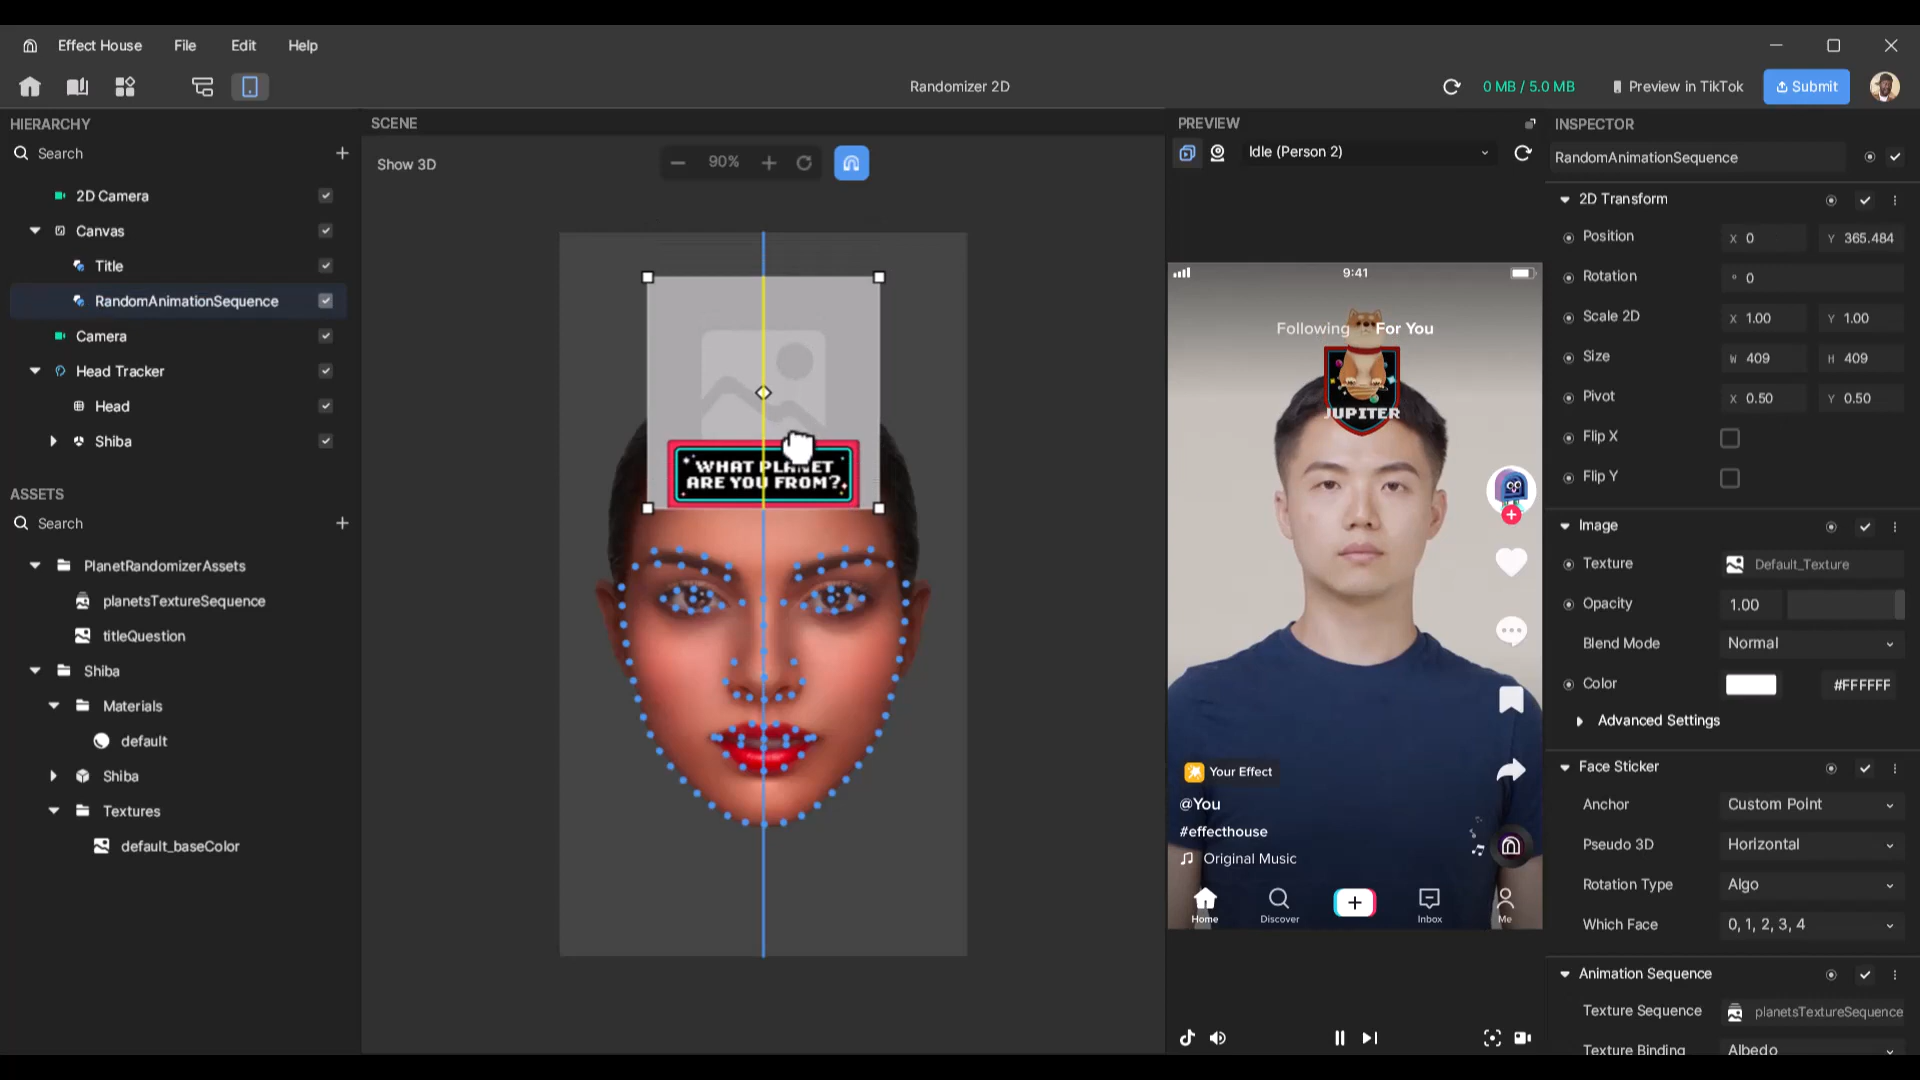 Effect House
File
Edit
Help
Randomizer 2D
0 MB / 5.0 MB
Preview in TikTok
Submit
HIERARCHY
Search
2D Camera
Canvas
Title
RandomAnimationSequence
Camera
Head Tracker
Head
Shiba
ASSETS
Search
PlanetRandomizerAssets
planetsTextureSequence
titleQuestion
Shiba
Materials
default
Shiba
Textures
default_baseColor
SCENE
Show 3D
90%
WHAT PLANET
ARE YOU FROM?
PREVIEW
Idle (Person 2)
9:41
Following
For You
JUPITER
Your Effect
@You
#effecthouse
Original Music
Home
Discover
Inbox
Me
INSPECTOR
RandomAnimationSequence
2D Transform
Position X 0 Y 365.484
Rotation ° 0
Scale 2D X 1.00 Y 1.00
Size W 409 H 409
Pivot X 0.50 Y 0.50
Flip X
Flip Y
Image
Texture Default_Texture
Opacity 1.00
Blend Mode Normal
Color #FFFFFF
Advanced Settings
Face Sticker
Anchor Custom Point
Pseudo 3D Horizontal
Rotation Type Algo
Which Face 0, 1, 2, 3, 4
Animation Sequence
Texture Sequence planetsTextureSequence
Texture Binding Albedo